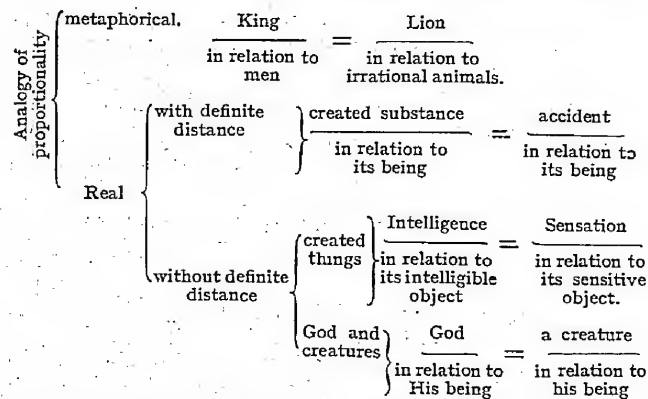 Analogy of
proportionality
metaphorical.
King
in relation to
men
=
Lion
in relation to
irrational animals.
Real
with definite
distance
created substance
in relation to
its being
=
accident
in relation to
its being
without definite
distance
created
things
Intelligence
in relation to
its intelligible
object
=
Sensation
in relation to
its sensitive
object.
God and
creatures
God
in relation to
His being
=
a creature
in relation to
his being